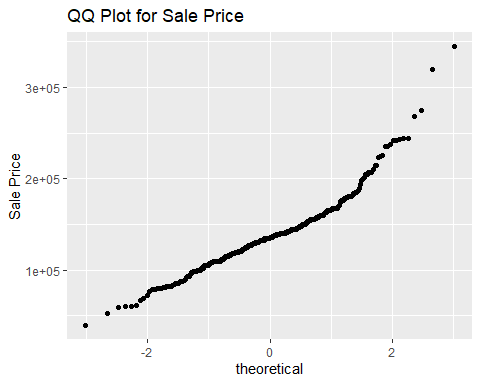 QQ Plot for Sale Price
3e+05
2e+05
1e+05
Sale Price
-2
0
2
theoretical